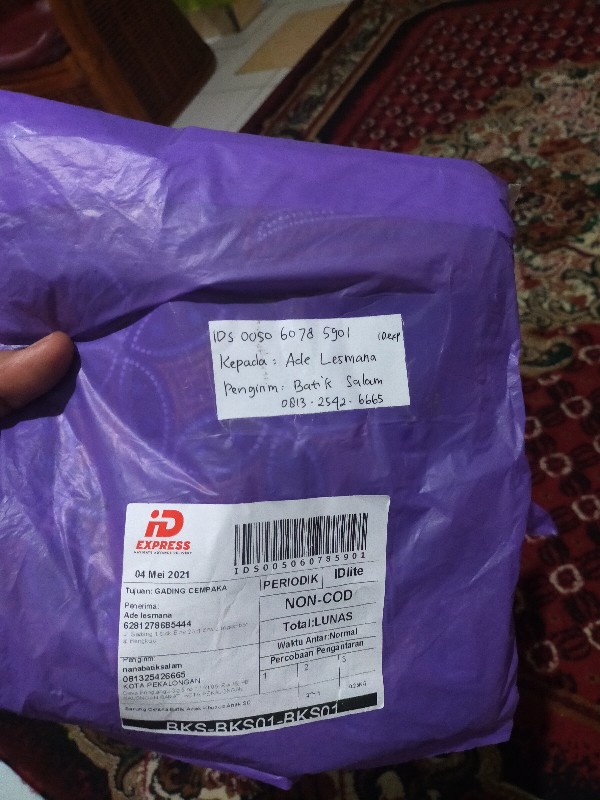 IDS 0050 6078 5901 iDexp
Kepada : Ade Lesmana
Pengirim : Batik Salam
0813 - 2542 - 6665
iD
EXPRESS
IDS005060785901
04 Mei 2021
PERIODIK IDlite
Tujuan: GADING CEMPAKA
NON-COD
Penerima:
Ade lesmana
6281278685444
Total:LUNAS
Waktu Antar:Normal
Percobaan Pengantaran
1 2 3
Pengirim
nanabatiksalam
081325426665
KOTA PEKALONGAN
BKS-BKS01-BKS01